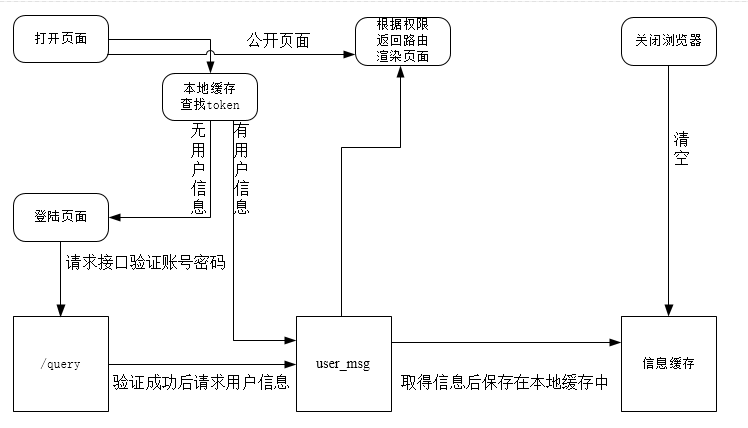 打开页面
公开页面
根据权限
返回路由
渲染页面
关闭浏览器
本地缓存
查找token
无用户信息
有用户信息
清空
登陆页面
请求接口验证账号密码
/query
user_msg
信息缓存
验证成功后请求用户信息
取得信息后保存在本地缓存中